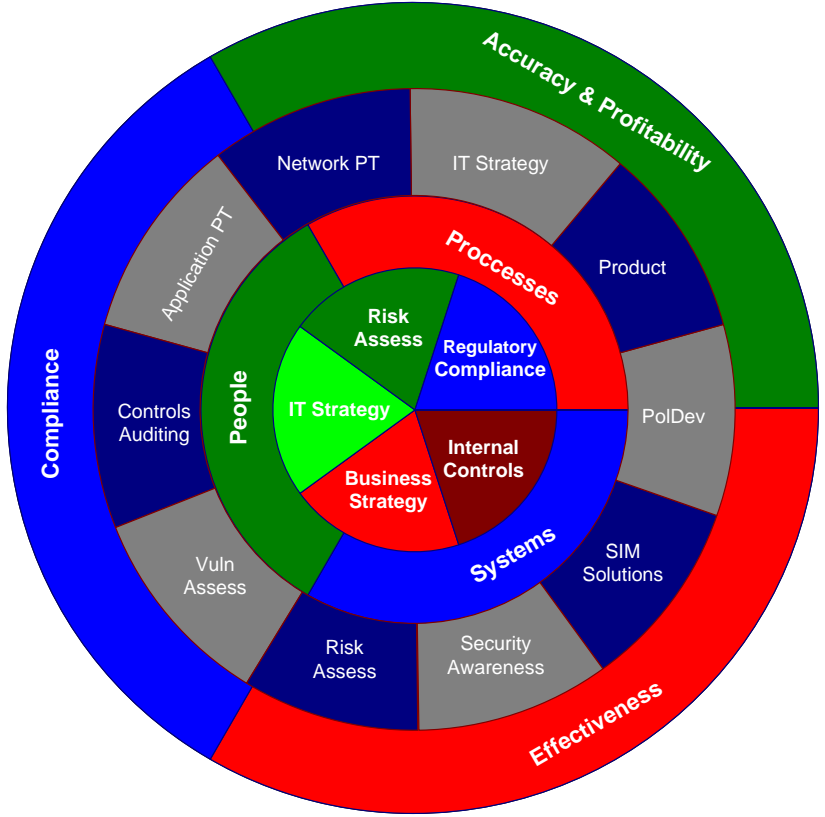 Accuracy & Profitability
Network PT
IT Strategy
Product
PolDev
SIM
Solutions
Security
Awareness
Risk
Assess
Vuln
Assess
Controls
Auditing
Application PT
Compliance
Effectiveness
Proccesses
People
Systems
Risk
Assess
Regulatory
Compliance
IT Strategy
Internal
Controls
Business
Strategy